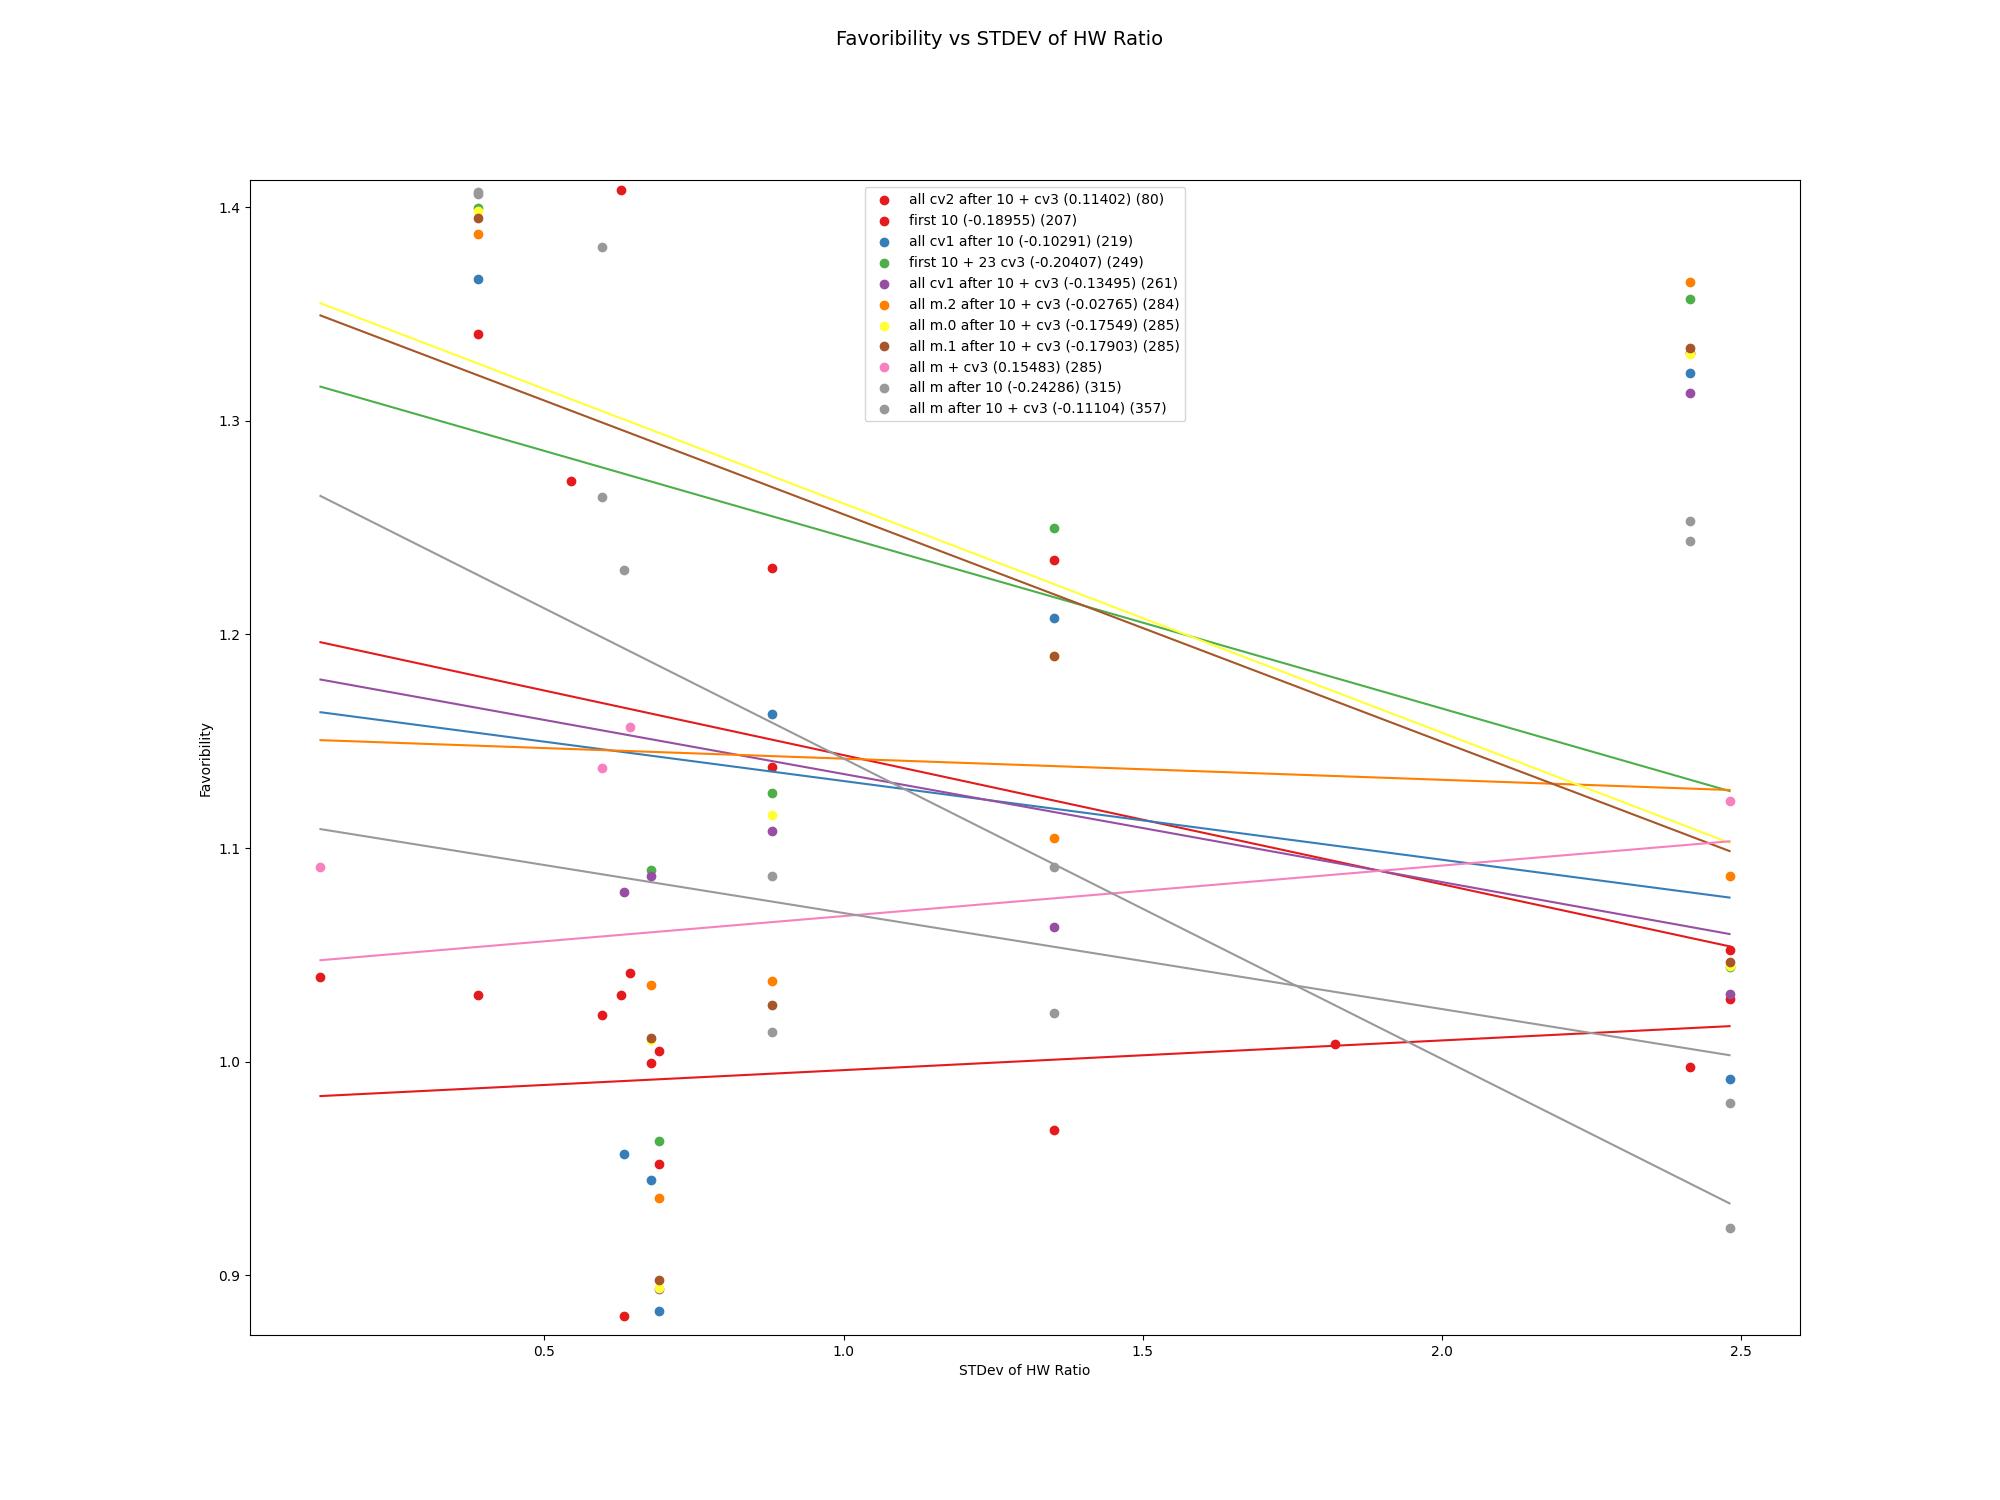 Favoribility vs STDEV of HW Ratio
all cv2 after 10 + cv3 (0.11402) (80)
first 10 (-0.18955) (207)
all cv1 after 10 (-0.10291) (219)
first 10 + 23 cv3 (-0.20407) (249)
all cv1 after 10 + cv3 (-0.13495) (261)
all m.2 after 10 + cv3 (-0.02765) (284)
all m.0 after 10 + cv3 (-0.17549) (285)
all m.1 after 10 + cv3 (-0.17903) (285)
all m + cv3 (0.15483) (285)
all m after 10 (-0.24286) (315)
all m after 10 + cv3 (-0.11104) (357)
1.4
1.3
1.2
1.1
1.0
0.9
Favoribility
0.5 1.0 1.5 2.0 2.5
STDev of HW Ratio